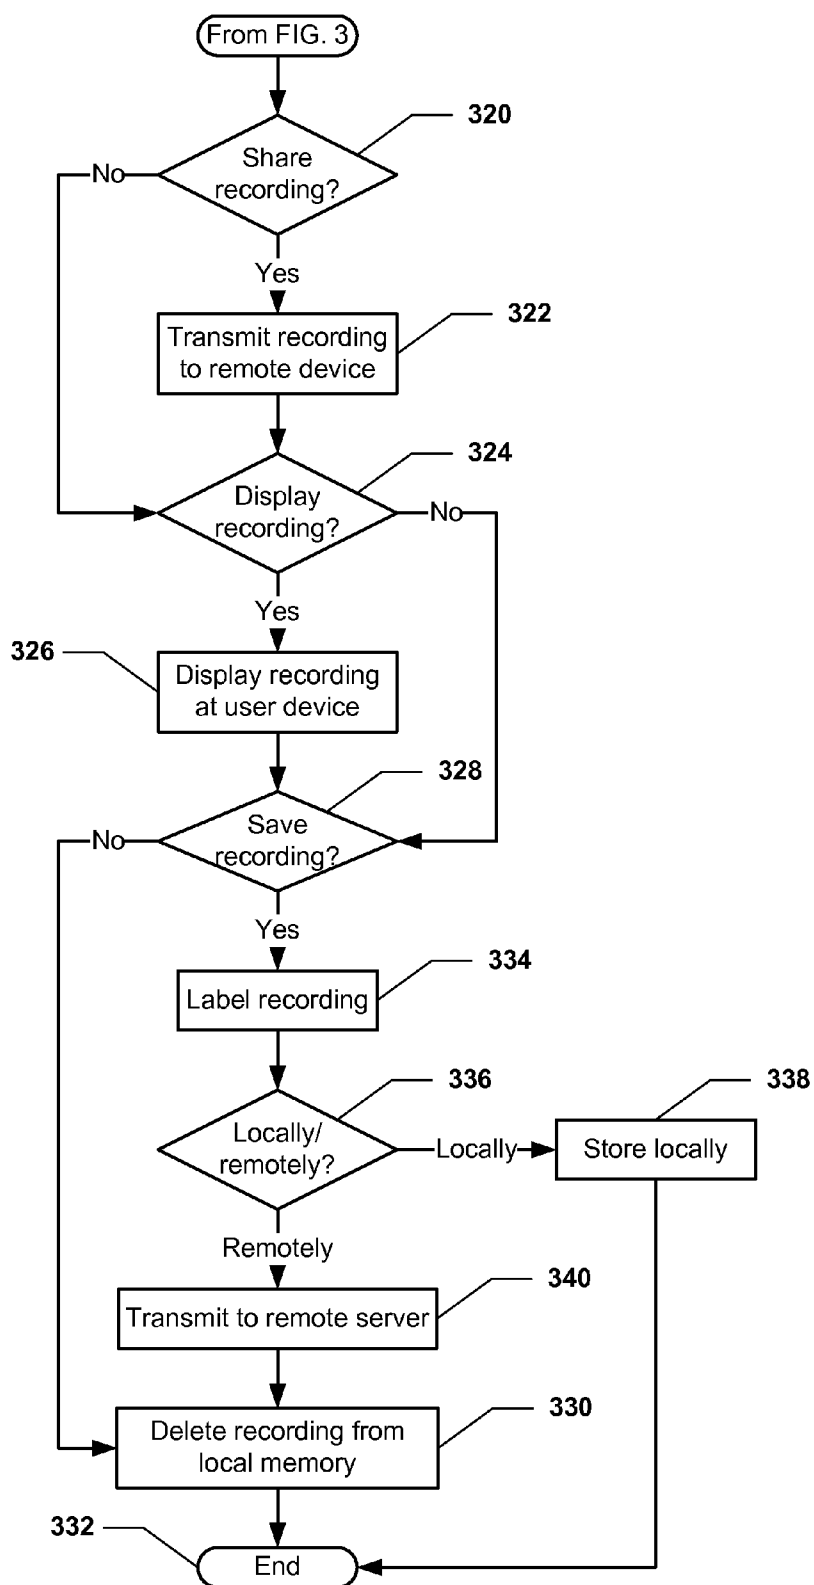 From FIG. 3
320
Share
recording?
No
Yes
322
Transmit recording
to remote device
324
Display
recording?
No
Yes
326
Display recording
at user device
328
Save
recording?
No
Yes
334
Label recording
336
338
Locally/
remotely?
Locally
Store locally
Remotely
340
Transmit to remote server
330
Delete recording from
local memory
332
End